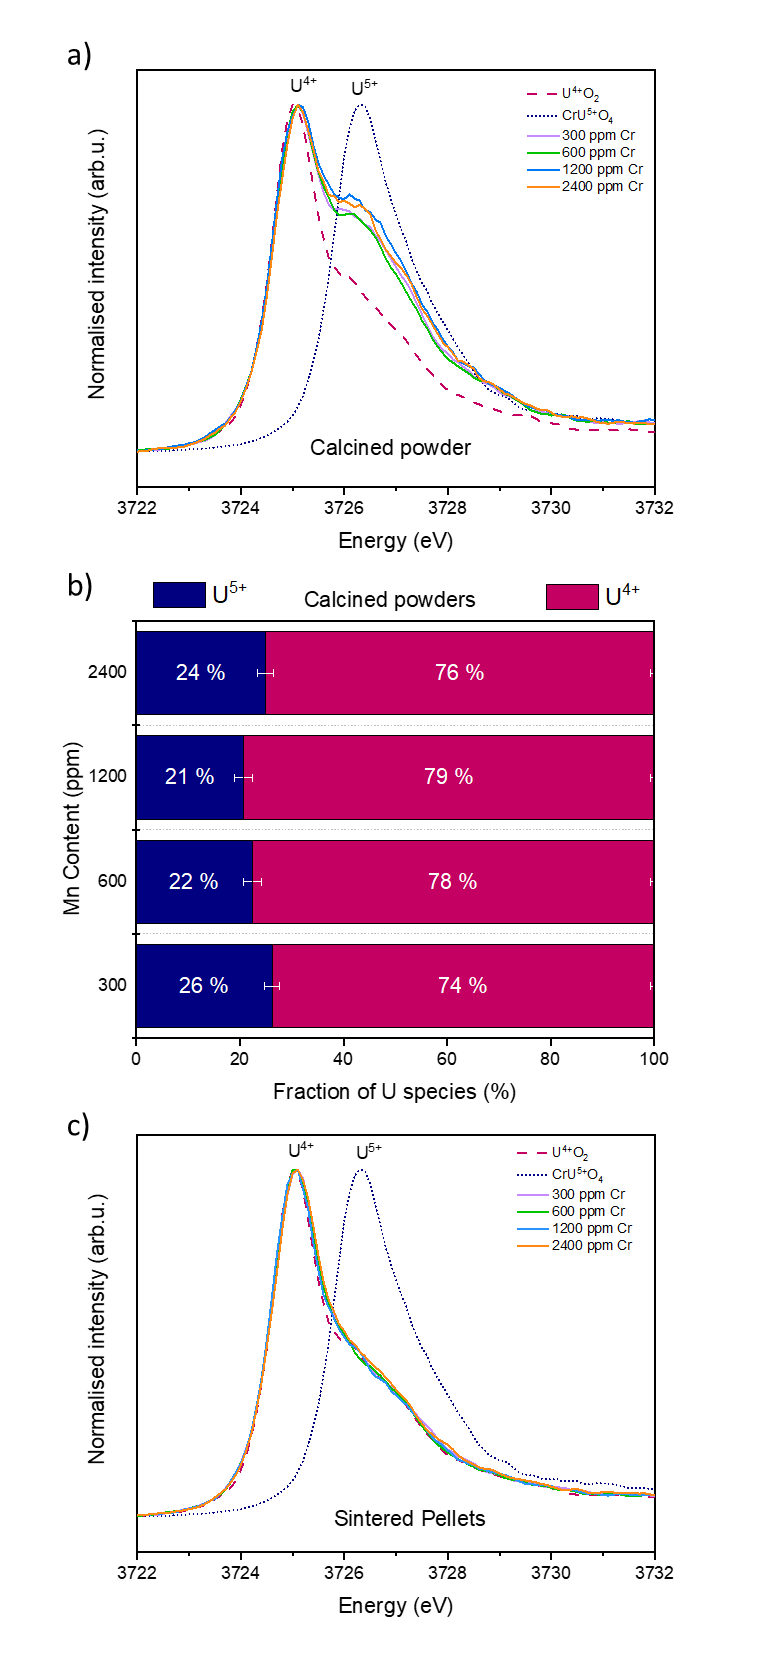 a)
U⁴⁺
U⁵⁺
U⁴⁺O₂
CrU⁵⁺O₄
300 ppm Cr
600 ppm Cr
1200 ppm Cr
2400 ppm Cr
Normalised intensity (arb.u.)
Calcined powder
3722 3724 3726 3728 3730 3732
Energy (eV)
b)
U⁵⁺
Calcined powders
U⁴⁺
Mn Content (ppm)
2400
24 %
76 %
1200
21 %
79 %
600
22 %
78 %
300
26 %
74 %
0 20 40 60 80 100
Fraction of U species (%)
c)
U⁴⁺
U⁵⁺
U⁴⁺O₂
CrU⁵⁺O₄
300 ppm Cr
600 ppm Cr
1200 ppm Cr
2400 ppm Cr
Normalised intensity (arb.u.)
Sintered Pellets
3722 3724 3726 3728 3730 3732
Energy (eV)